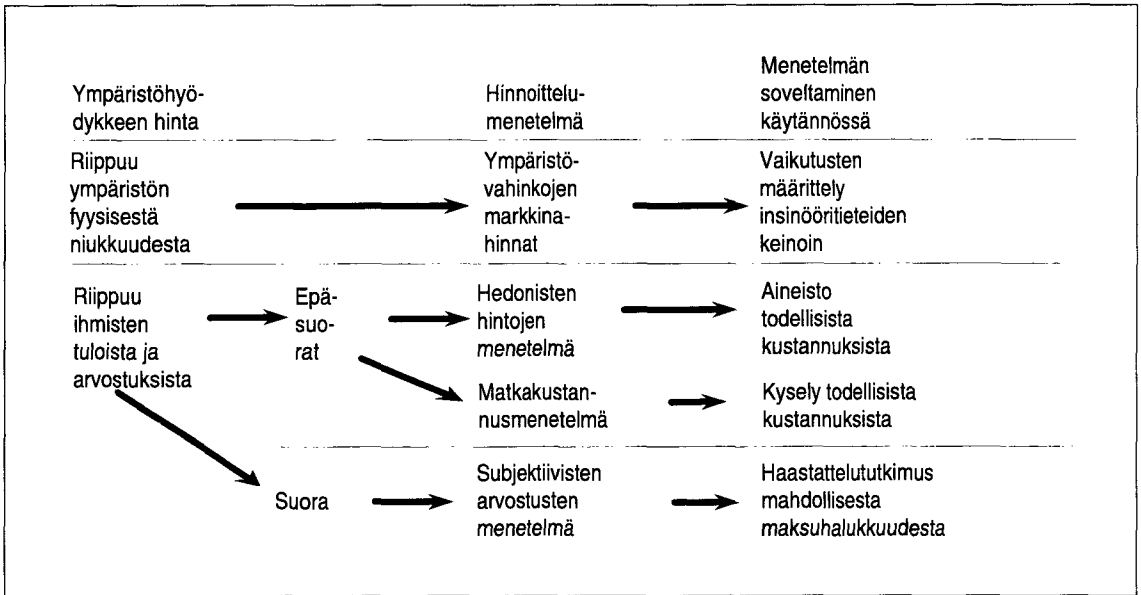 Ympäristöhyö-
dykkeen hinta
Hinnoittelu-
menetelmä
Menetelmän
soveltaminen
käytännössä
Riippuu
ympäristön
fyysisestä
niukkuudesta
Ympäristö-
vahinkojen
markkina-
hinnat
Vaikutusten
määrittely
insinööritieteiden
keinoin
Riippuu
ihmisten
tuloista ja
arvostuksista
Epä-
suo-
rat
Hedonisten
hintojen
menetelmä
Aineisto
todellisista
kustannuksista
Matkakustan-
nusmenetelmä
Kysely todellisista
kustannuksista
Suora
Subjektiivisten
arvostusten
menetelmä
Haastattelututkimus
mahdollisesta
maksuhalukkuudesta